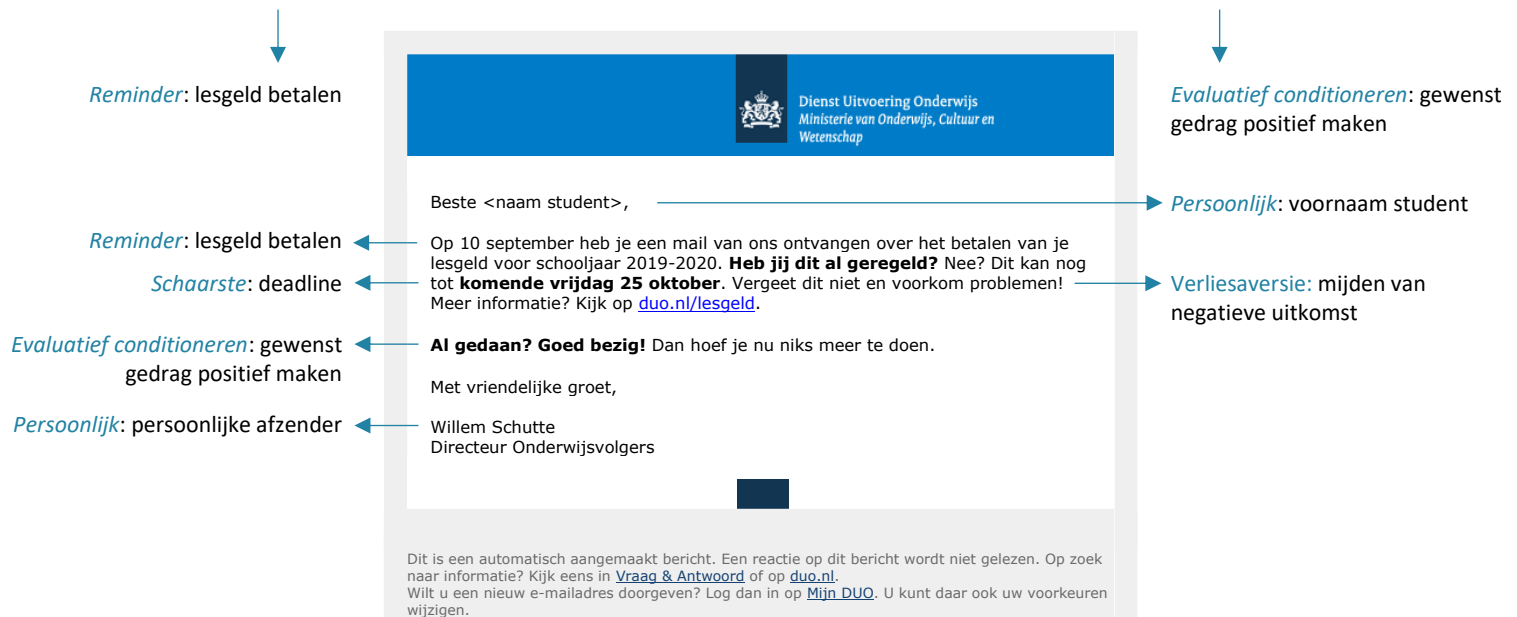 Reminder: lesgeld betalen
Dienst Uitvoering Onderwijs
Ministerie van Onderwijs, Cultuur en
Wetenschap
Evaluatief conditioneren: gewenst
gedrag positief maken
Beste <naam student>,
Persoonlijk: voornaam student
Reminder: lesgeld betalen
Schaarste: deadline
Op 10 september heb je een mail van ons ontvangen over het betalen van je
lesgeld voor schooljaar 2019-2020. Heb jij dit al geregeld? Nee? Dit kan nog
tot komende vrijdag 25 oktober. Vergeet dit niet en voorkom problemen!
Meer informatie? Kijk op duo.nl/lesgeld.
Verliesaversie: mijden van
negatieve uitkomst
Evaluatief conditioneren: gewenst
gedrag positief maken
Al gedaan? Goed bezig! Dan hoef je nu niks meer te doen.
Met vriendelijke groet,
Persoonlijk: persoonlijke afzender
Willem Schutte
Directeur Onderwijsvolgers
Dit is een automatisch aangemaakt bericht. Een reactie op dit bericht wordt niet gelezen. Op zoek
naar informatie? Kijk eens in Vraag & Antwoord of op duo.nl.
Wilt u een nieuw e-mailadres doorgeven? Log dan in op Mijn DUO. U kunt daar ook uw voorkeuren
wijzigen.